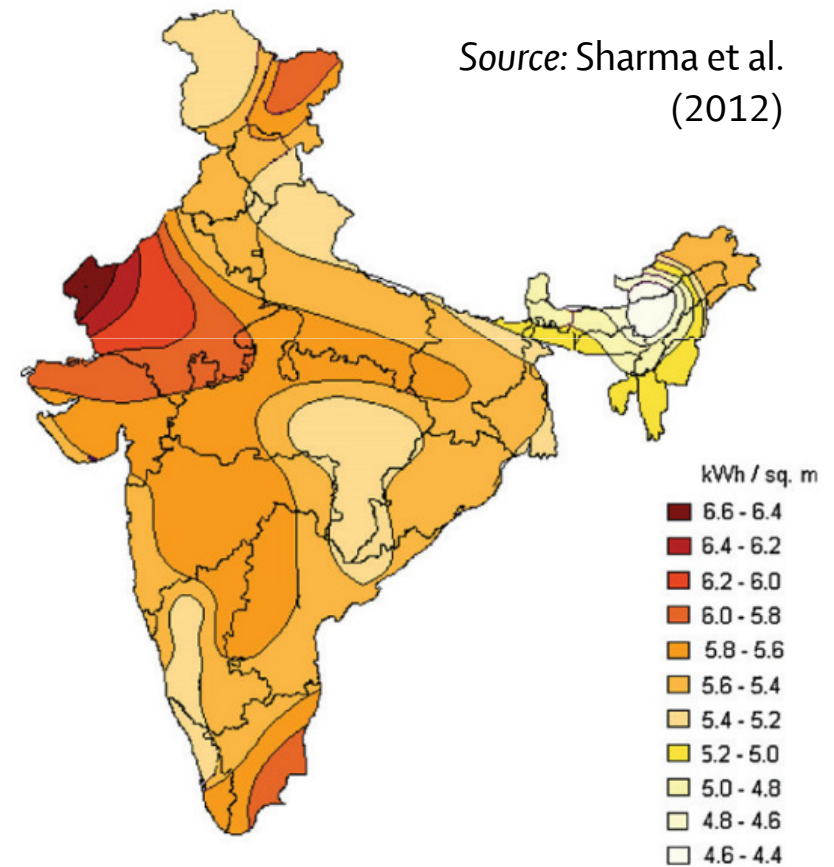 Source: Sharma et al.
(2012)
kWh / sq. m
6.6 - 6.4
6.4 - 6.2
6.2 - 6.0
6.0 - 5.8
5.8 - 5.6
5.6 - 5.4
5.4 - 5.2
5.2 - 5.0
5.0 - 4.8
4.8 - 4.6
4.6 - 4.4